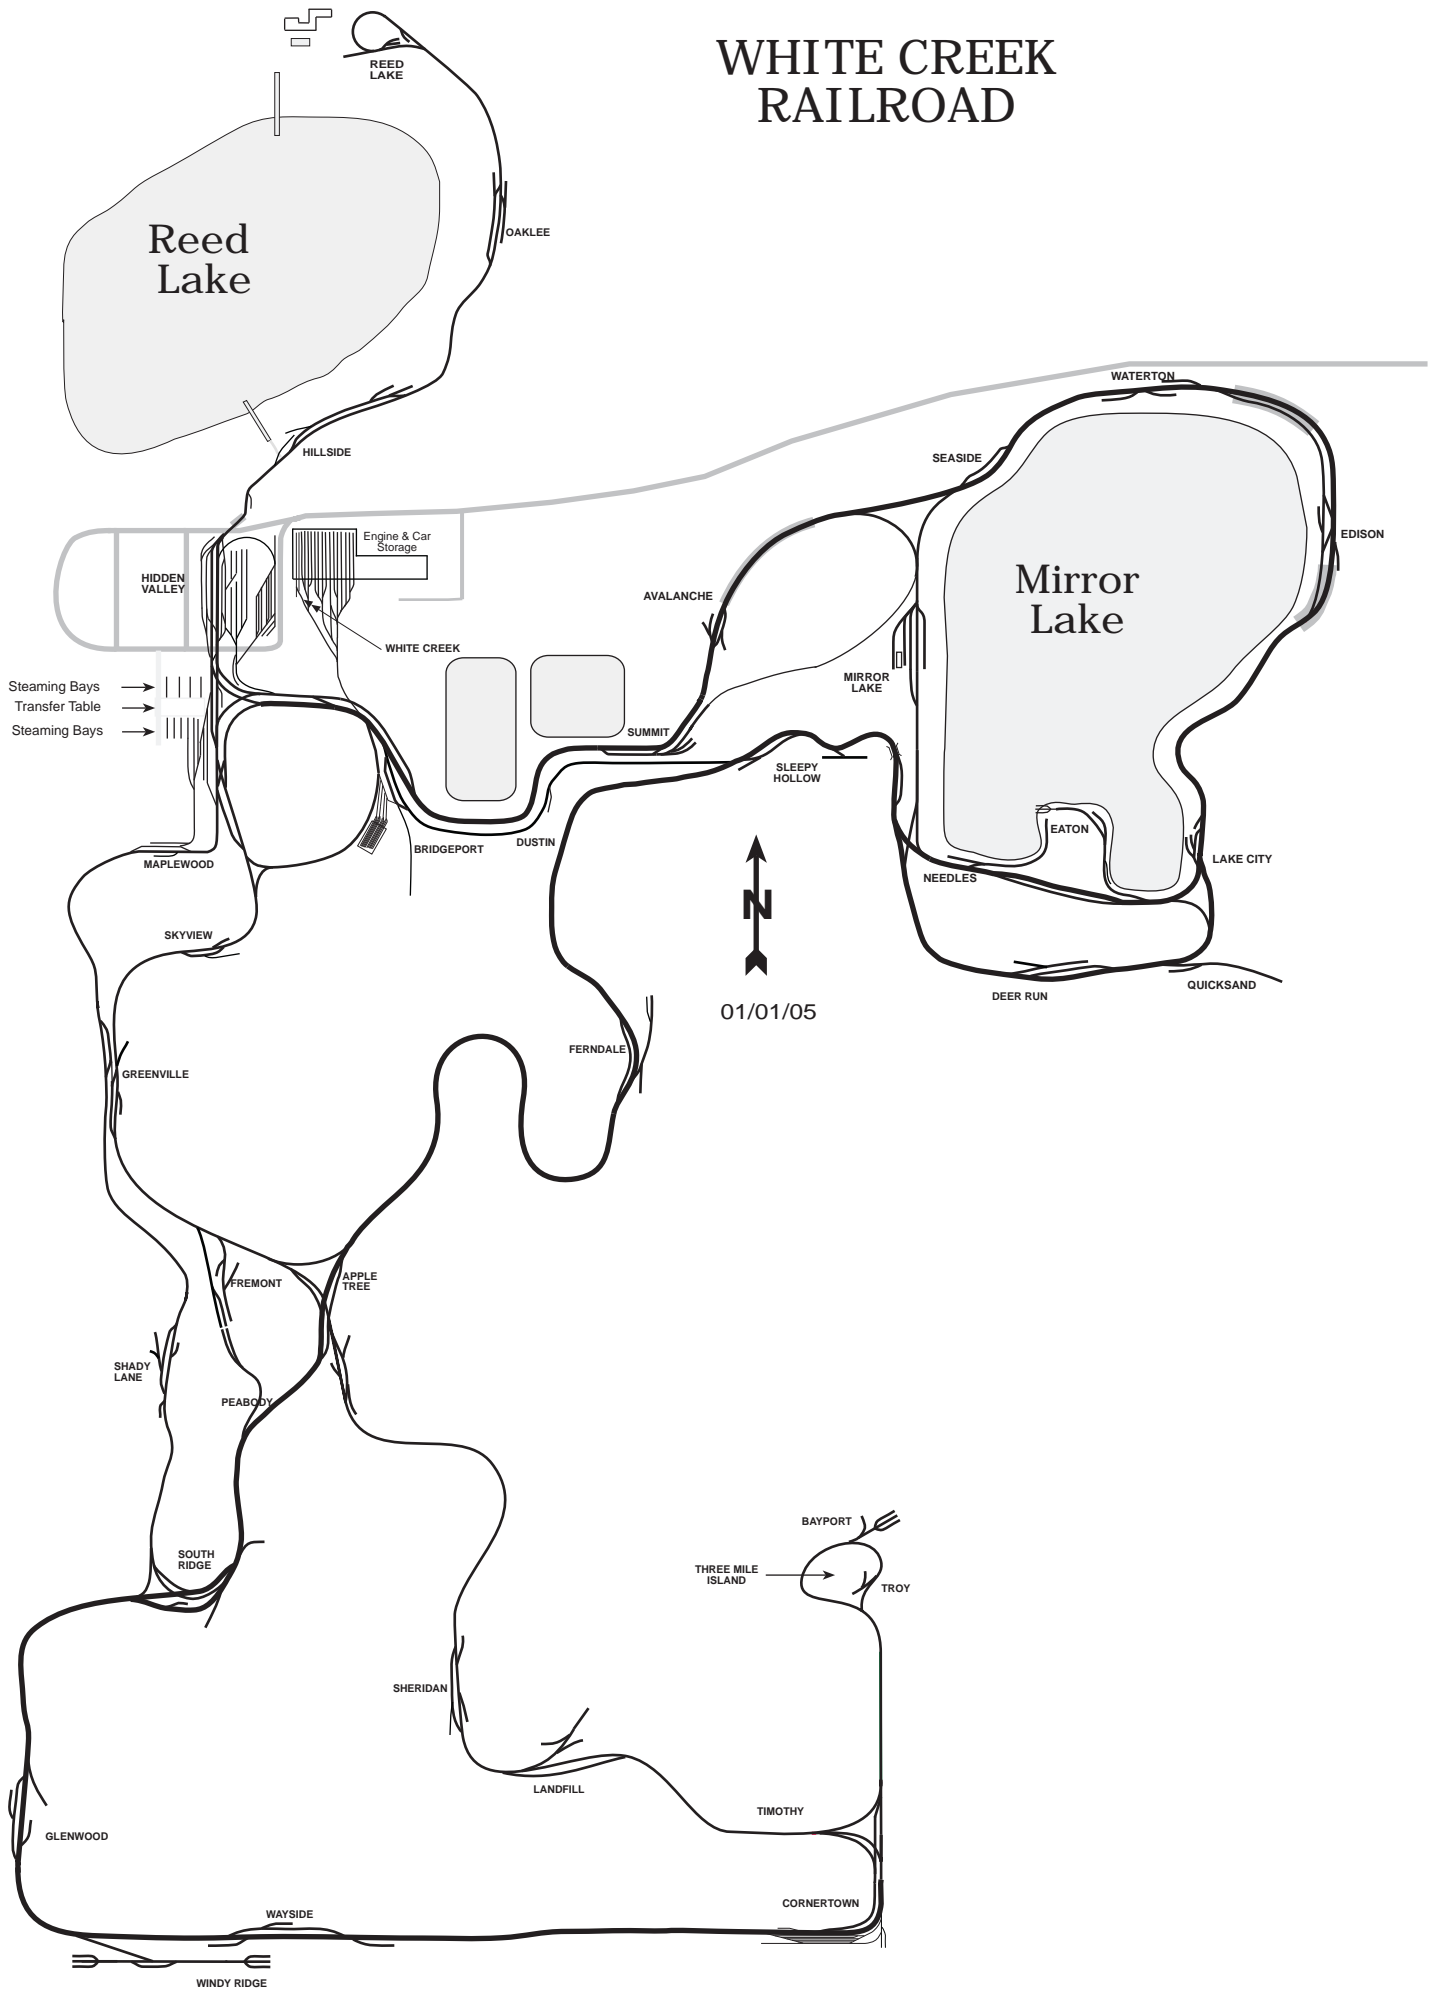 WHITE CREEK
RAILROAD
REED
LAKE
Reed
Lake
OAKLEE
HILLSIDE
WATERTON
SEASIDE
EDISON
Engine & Car
Storage
HIDDEN
VALLEY
AVALANCHE
Mirror
Lake
WHITE CREEK
MIRROR
LAKE
Steaming Bays
Transfer Table
Steaming Bays
SUMMIT
SLEEPY
HOLLOW
EATON
DUSTIN
BRIDGEPORT
MAPLEWOOD
LAKE CITY
NEEDLES
N
SKYVIEW
QUICKSAND
DEER RUN
01/01/05
FERNDALE
GREENVILLE
FREMONT
APPLE
TREE
SHADY
LANE
PEABODY
BAYPORT
SOUTH
RIDGE
THREE MILE
ISLAND
TROY
SHERIDAN
LANDFILL
TIMOTHY
GLENWOOD
CORNERTOWN
WAYSIDE
WINDY RIDGE